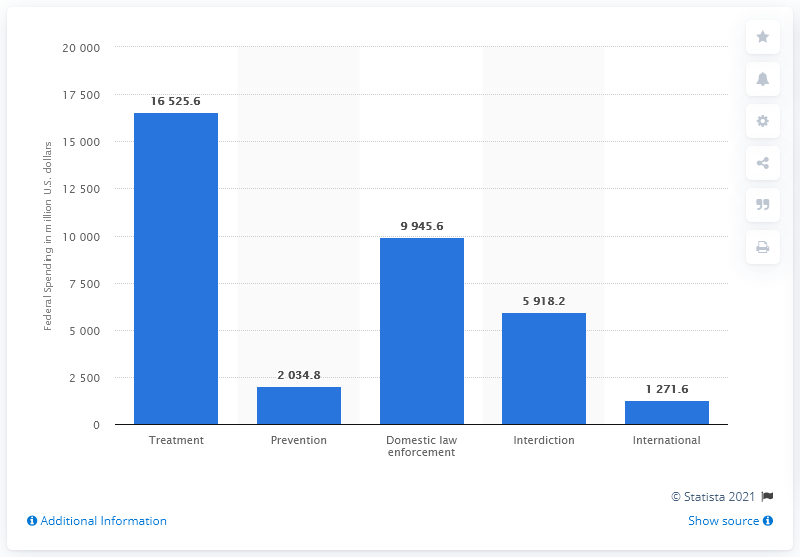 Federal Spending in million U.S. dollars
20 000
17 500
15 000
12 500
10 000
7 500
5 000
2 500
0
16 525.6
2 034.8
9 945.6
5 918.2
1 271.6
Treatment
Prevention
Domestic law
enforcement
Interdiction
International
© Statista 2021
Additional Information
Show source